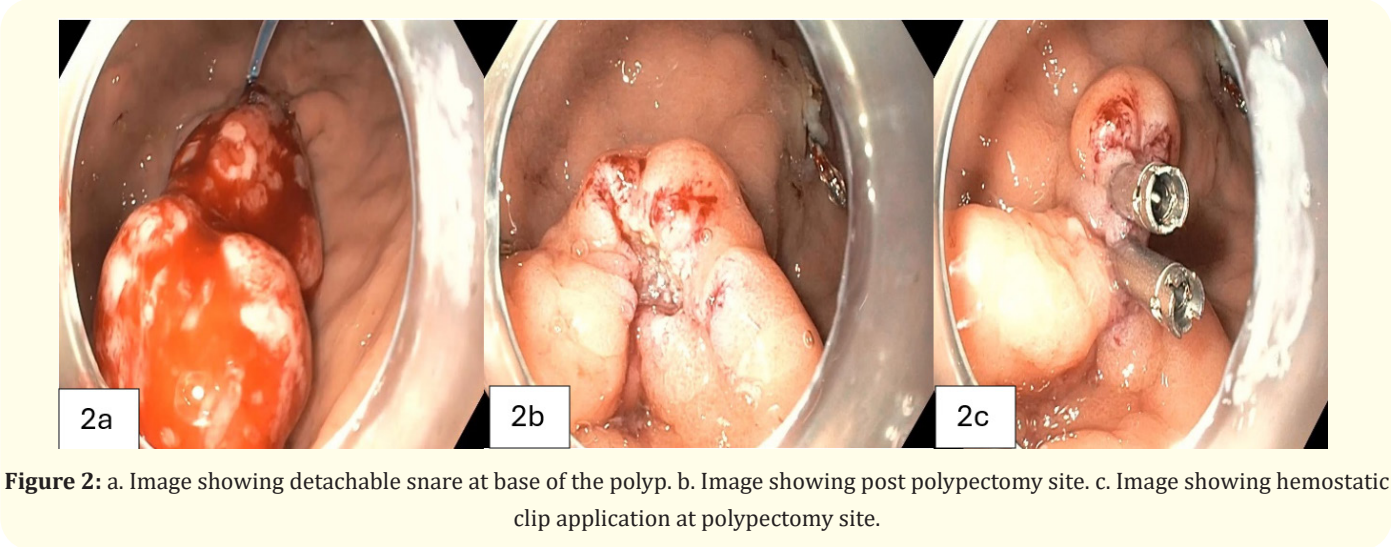 2a
2b
2c
Figure 2: a. Image showing detachable snare at base of the polyp. b. Image showing post polypectomy site. c. Image showing hemostatic
clip application at polypectomy site.